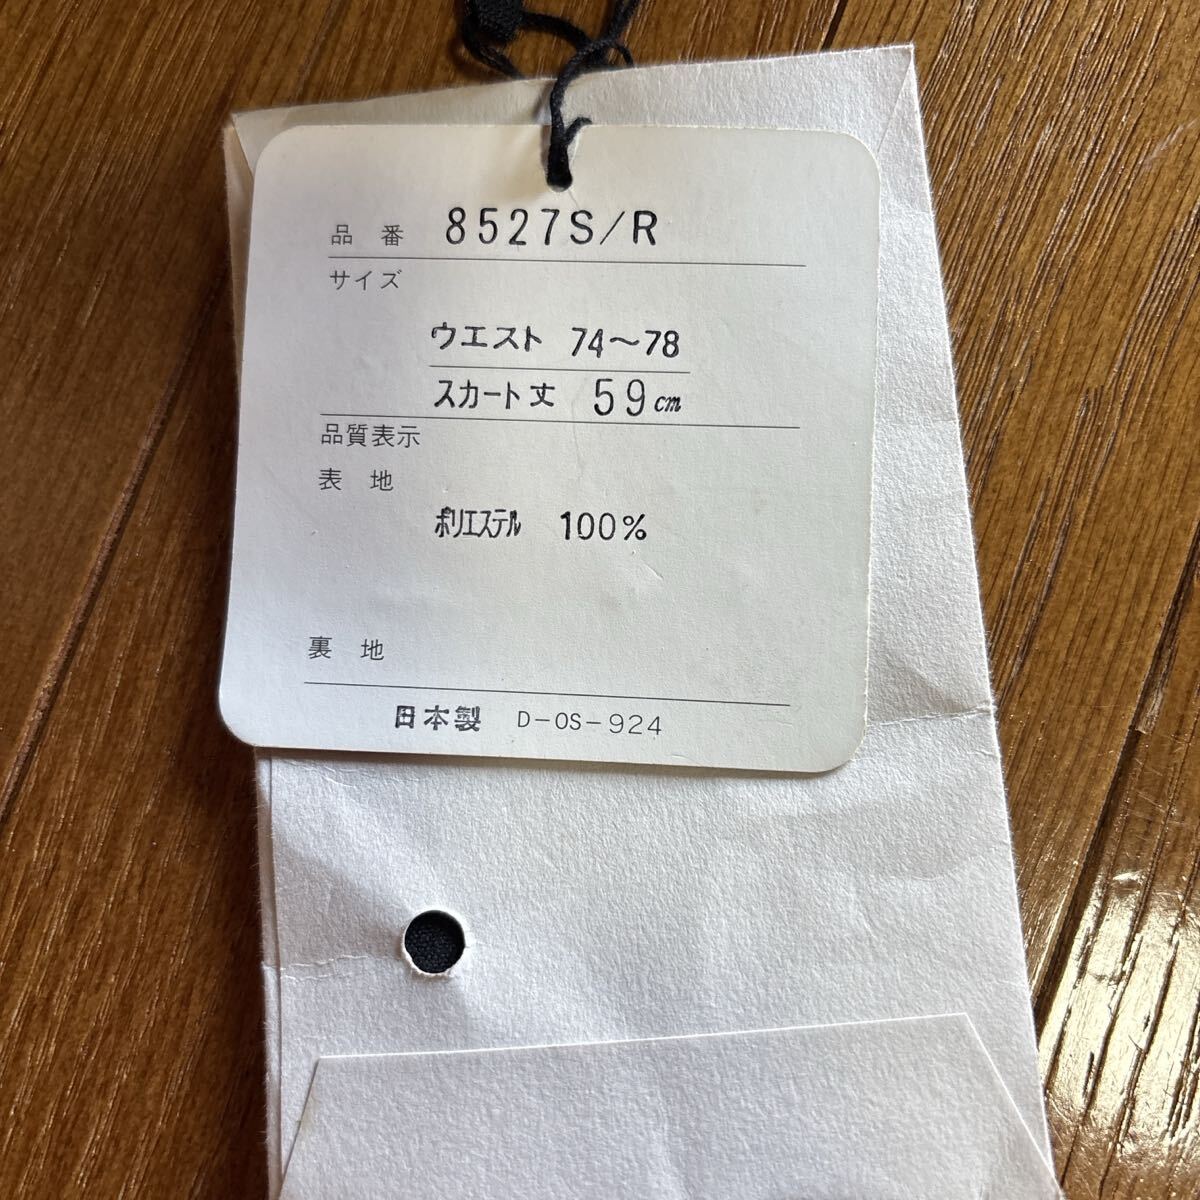 品番 8527S/R
サイズ
ウエスト 74〜78
スカート丈 59cm
品質表示
表地
ポリエステル 100%
裏地
日本製 D-OS-924